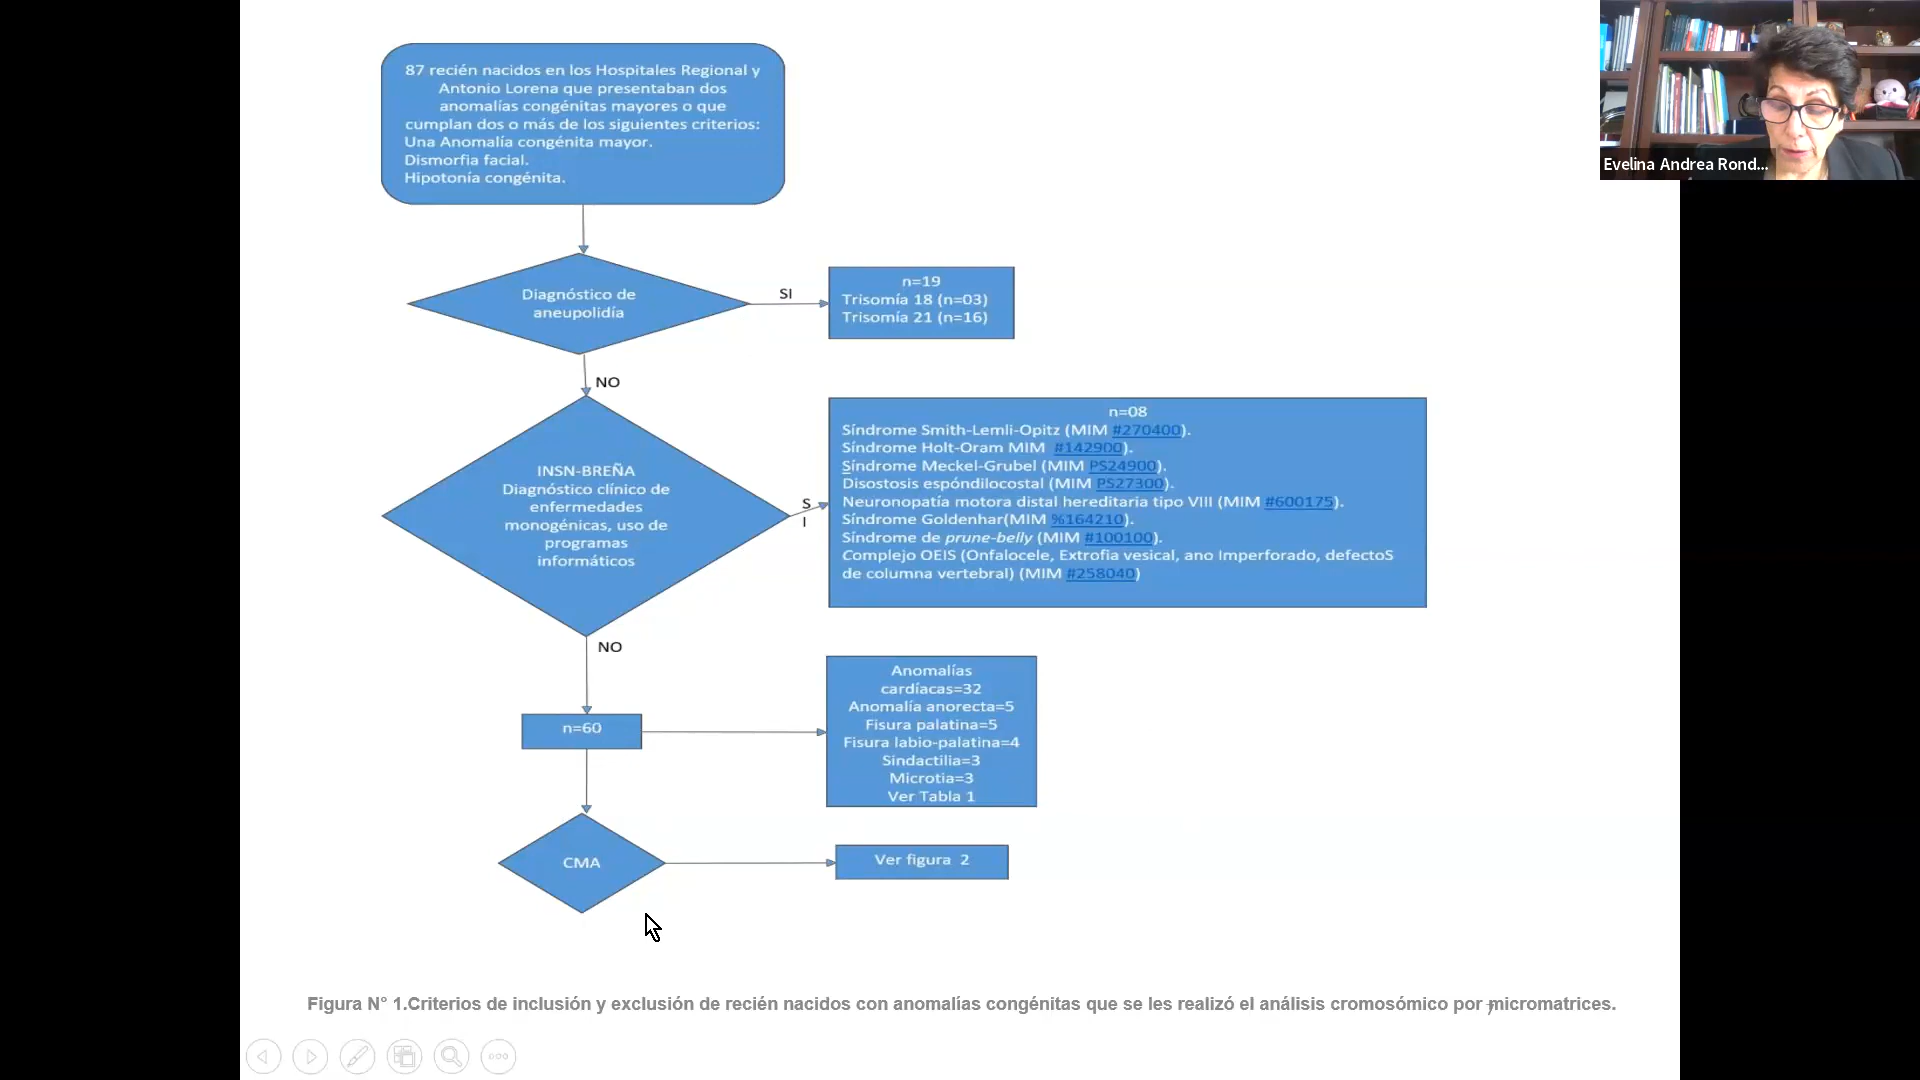 87 recién nacidos en los Hospitales Regional y
Antonio Lorena que presentaban dos
anomalías congénitas mayores o que
cumplan dos o más de los siguientes criterios:
Una Anomalía congénita mayor.
Dismorfia facial.
Hipotonía congénita.
Diagnóstico de
aneupolidía
SI
n=19
Trisomía 18 (n=03)
Trisomía 21 (n=16)
NO
INSN-BREÑA
Diagnóstico clínico de
enfermedades
monogénicas, uso de
programas
informáticos
S
I
n=08
Síndrome Smith-Lemli-Opitz (MIM #270400).
Síndrome Holt-Oram MIM #142900).
Síndrome Meckel-Grubel (MIM PS24900).
Disostosis espóndilocostal (MIM PS27300).
Neuronopatía motora distal hereditaria tipo VIII (MIM #600175).
Síndrome Goldenhar(MIM %164210).
Síndrome de prune-belly (MIM #100100).
Complejo OEIS (Onfalocele, Extrofia vesical, ano Imperforado, defectoS
de columna vertebral) (MIM #258040)
NO
n=60
Anomalías
cardíacas=32
Anomalía anorecta=5
Fisura palatina=5
Fisura labio-palatina=4
Sindactilia=3
Microtia=3
Ver Tabla 1
CMA
Ver figura 2
Figura N° 1.Criterios de inclusión y exclusión de recién nacidos con anomalías congénitas que se les realizó el análisis cromosómico por micromatrices.
7
Evelina Andrea Rond...